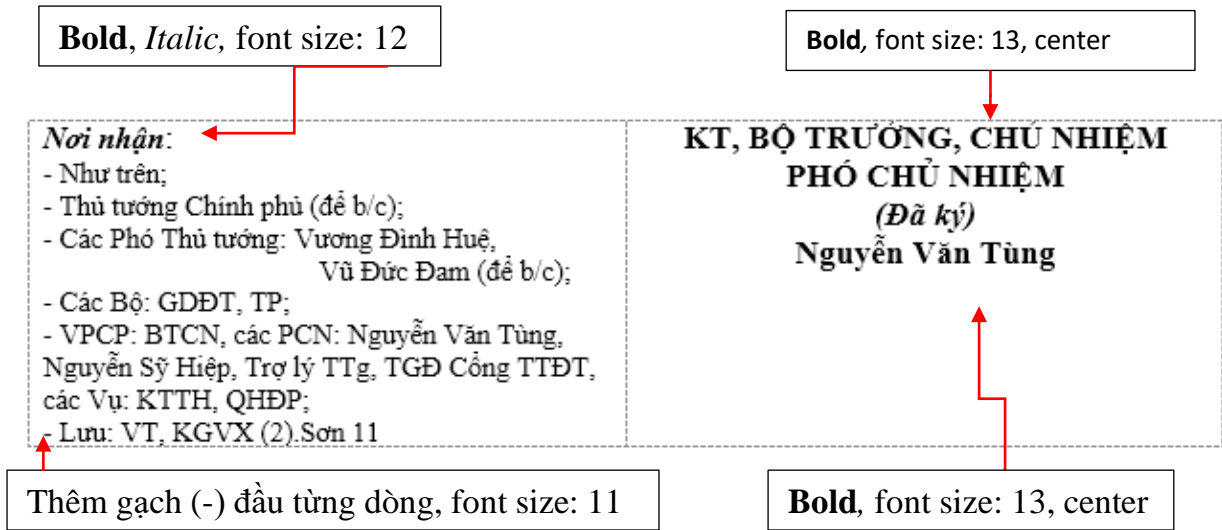 Bold, Italic, font size: 12
Bold, font size: 13, center
Nơi nhận:
- Như trên;
- Thủ tướng Chính phủ (để b/c);
- Các Phó Thủ tướng: Vương Đình Huệ,
Vũ Đức Đam (để b/c);
- Các Bộ: GDĐT, TP;
- VPCP: BTCN, các PCN: Nguyễn Văn Tùng,
Nguyễn Sỹ Hiệp, Trợ lý TTg, TGĐ Cổng TTĐT,
các Vụ: KTTH, QHĐP;
- Lưu: VT, KGVX (2).Sơn 11
KT, BỘ TRƯỞNG, CHỦ NHIỆM
PHÓ CHỦ NHIỆM
(Đã ký)
Nguyễn Văn Tùng
Thêm gạch (-) đầu từng dòng, font size: 11
Bold, font size: 13, center